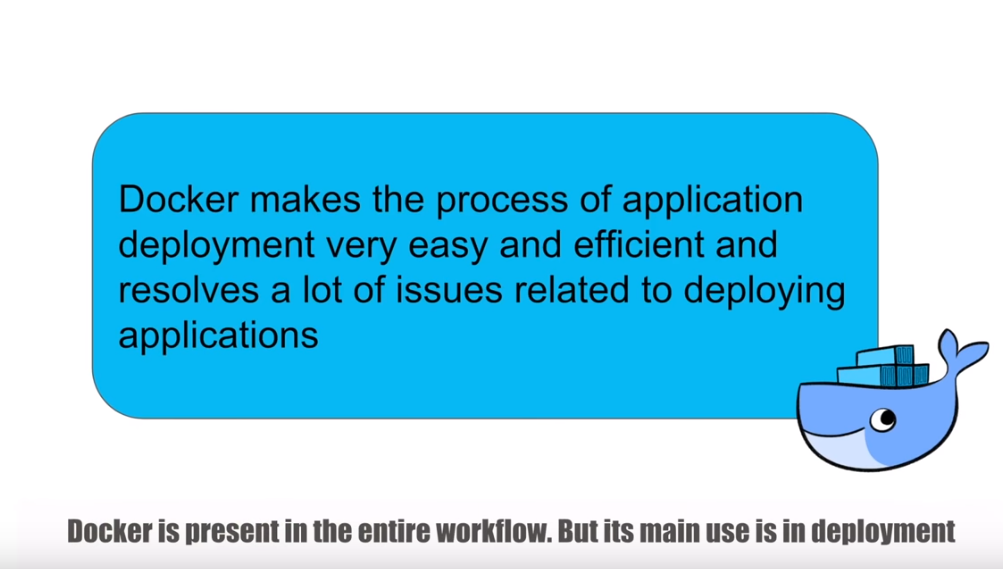 Docker makes the process of application
deployment very easy and efficient and
resolves a lot of issues related to deploying
applications
Docker is present in the entire workflow. But its main use is in deployment